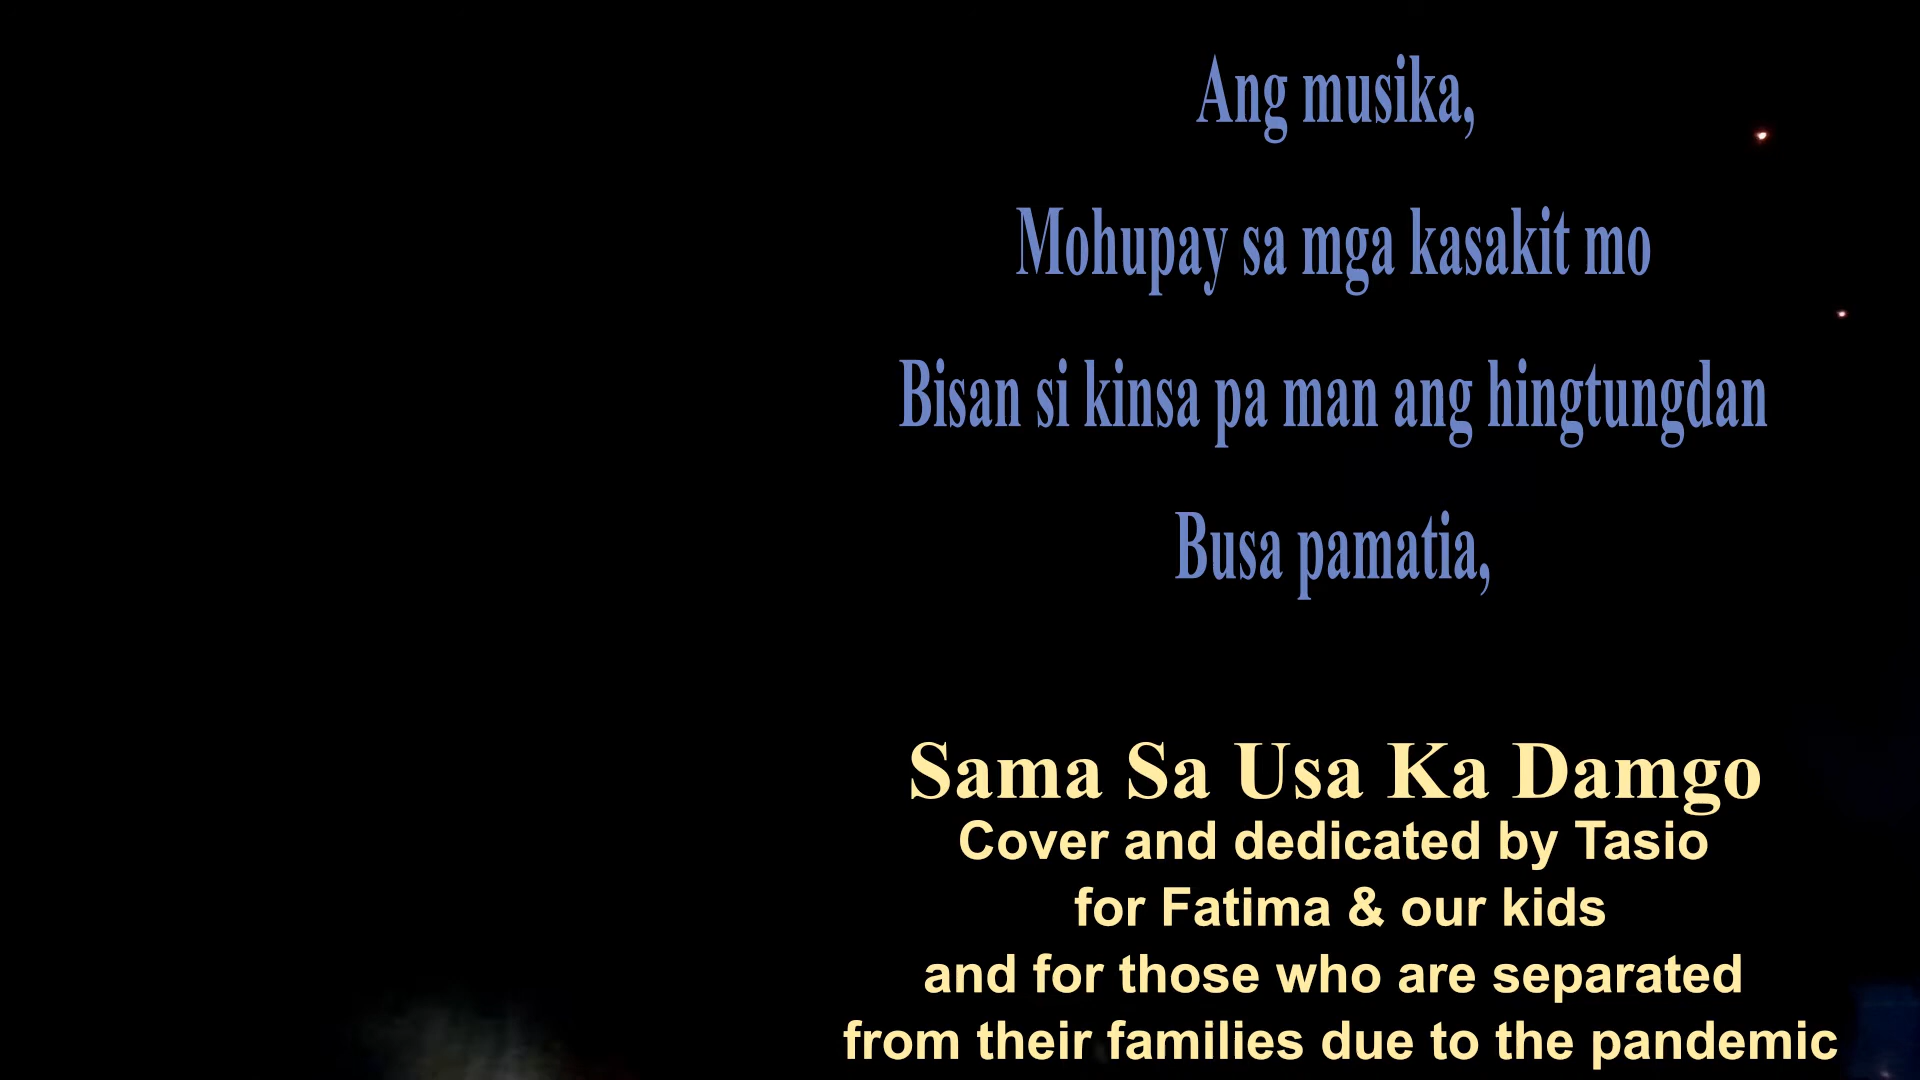 Ang musika,
Mohupay sa mga kasakit mo
Bisan si kinsa pa man ang hingtungdan
Busa pamatia,
Sama Sa Usa Ka Damgo
Cover and dedicated by Tasio
for Fatima & our kids
and for those who are separated
from their families due to the pandemic